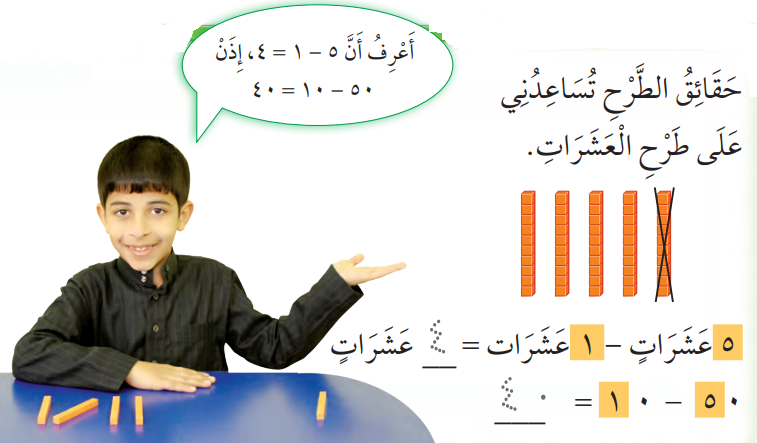 أَعْرِفُ أَنَّ ٥ – ١ = ٤، إِذَنْ
٥٠ – ١٠ = ٤٠
حَقَائِقُ الطَّرْحِ تُسَاعِدُنِي
عَلَى طَرْحِ الْعَشَرَاتِ.
٥ عَشَرَاتٍ – ١ عَشَرَات = ٤ عَشَرَاتٍ
٥٠ – ١٠ = ٤٠